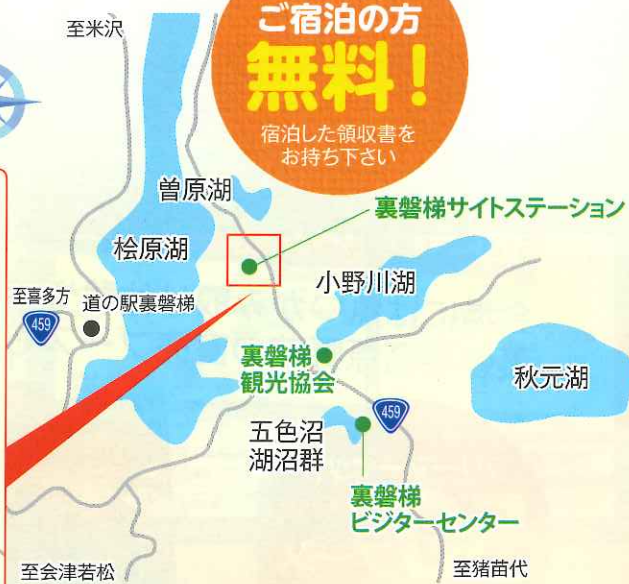 至米沢
ご宿泊の方
無料！
宿泊した領収書を
お持ち下さい
曽原湖
裏磐梯サイトステーション
桧原湖
小野川湖
至喜多方
道の駅裏磐梯
459
裏磐梯
観光協会
秋元湖
459
五色沼
湖沼群
裏磐梯
ビジターセンター
至会津若松
至猪苗代